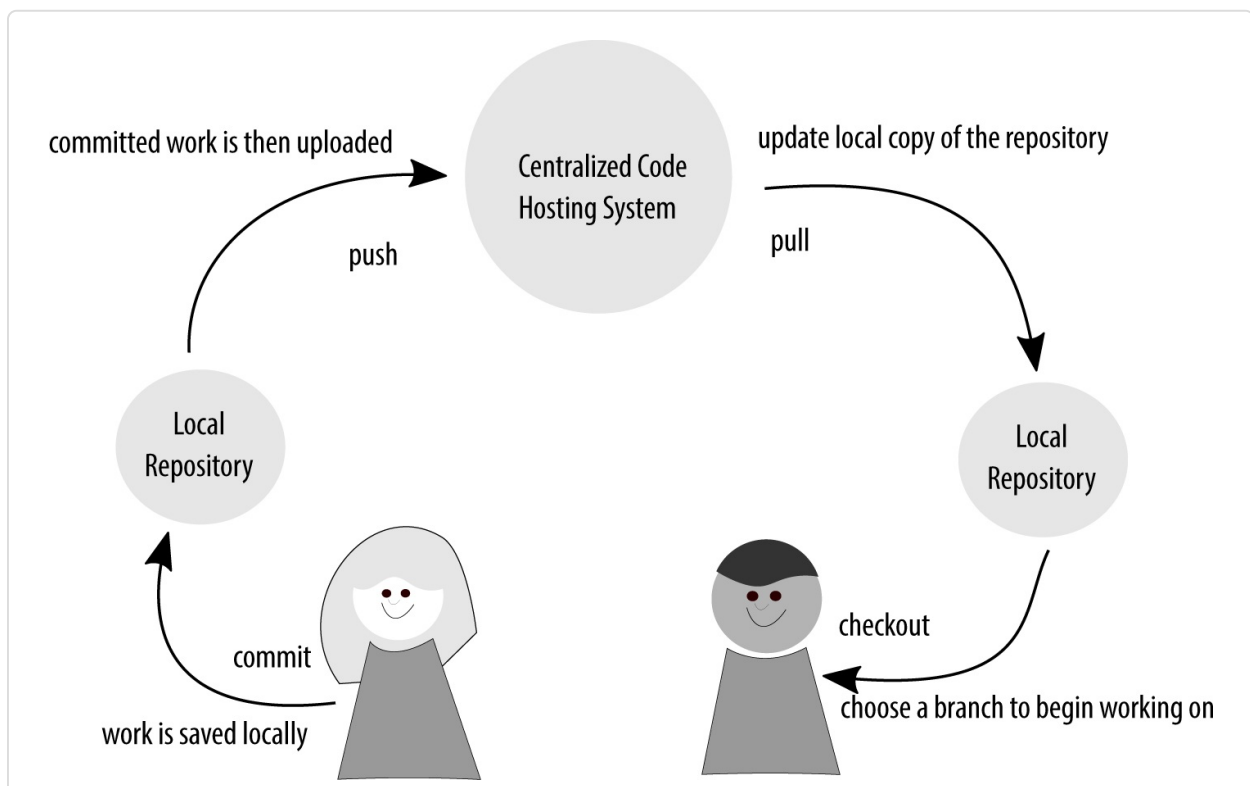 committed work is then uploaded
push
Centralized Code
Hosting System
update local copy of the repository
pull
Local
Repository
Local
Repository
commit
work is saved locally
checkout
choose a branch to begin working on